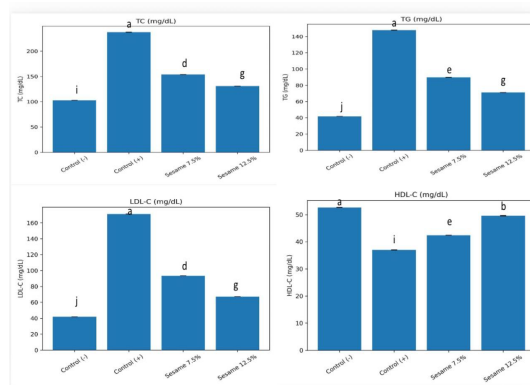 TC (mg/dL)
TC (mg/dL)
200
150
100
50
0
i
a
d
g
Control (-)
Control (+)
Sesame 7.5%
Sesame 12.5%
TG (mg/dL)
TG (mg/dL)
140
120
100
80
60
40
20
0
j
a
e
g
Control (-)
Control (+)
Sesame 7.5%
Sesame 12.5%
LDL-C (mg/dL)
LDL-C (mg/dL)
160
140
120
100
80
60
40
20
0
j
a
d
g
Control (-)
Control (+)
Sesame 7.5%
Sesame 12.5%
HDL-C (mg/dL)
HDL-C (mg/dL)
50
40
30
20
10
0
a
i
e
b
Control (-)
Control (+)
Sesame 7.5%
Sesame 12.5%